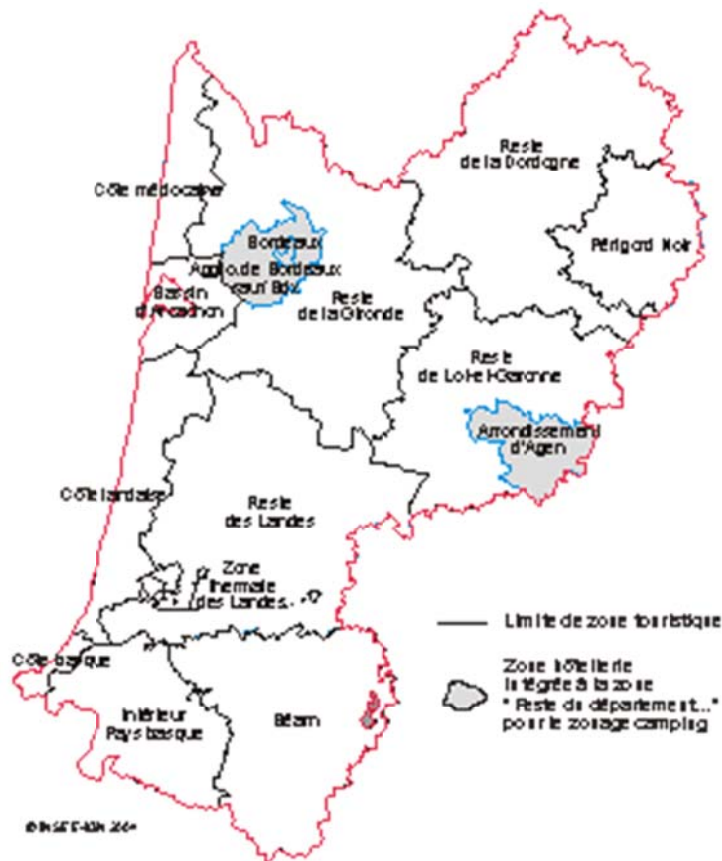 Reste
de la Dordogne
Côte médocaine
Périgord Noir
Bordeaux
Agglo. de Bordeaux
sauf Bdx
Bassin
d'Arcachon
Reste
de la Gironde
Reste
de Lot-et-Garonne
Arrondissement
d'Agen
Côte landaise
Reste
des Landes
Zone
thermale
des Landes
Limite de zone touristique
Côte basque
Zone hôtellerie
intégrée à la zone
" Reste du département..."
pour le zonage camping
Intérieur
Pays basque
Béarn
© INSEE-IGN 2004